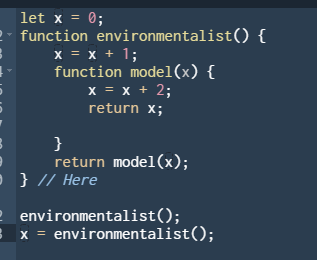 let x = 0;
function environmentalist() {
x = x + 1;
function model(x) {
x = x + 2;
return x;
}
return model(x);
} // Here
environmentalist();
x = environmentalist();